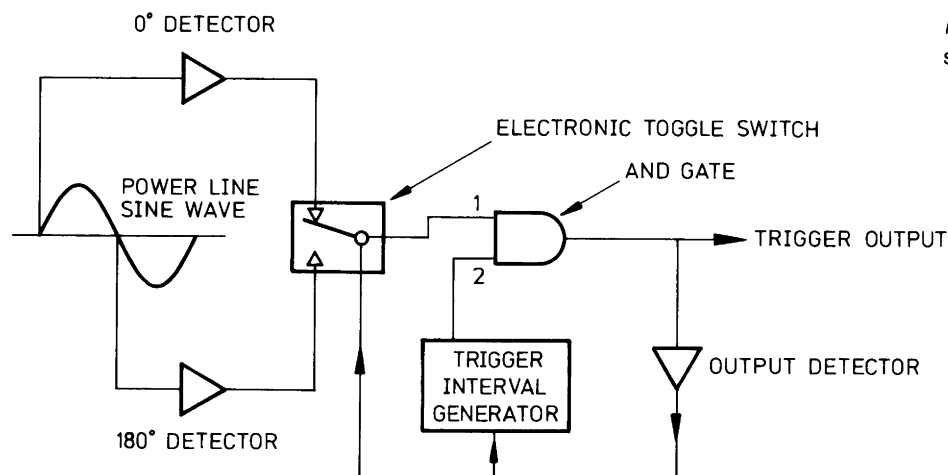 0° DETECTOR
ELECTRONIC TOGGLE SWITCH
AND GATE
POWER LINE
SINE WAVE
1
2
TRIGGER OUTPUT
TRIGGER
INTERVAL
GENERATOR
OUTPUT DETECTOR
180° DETECTOR